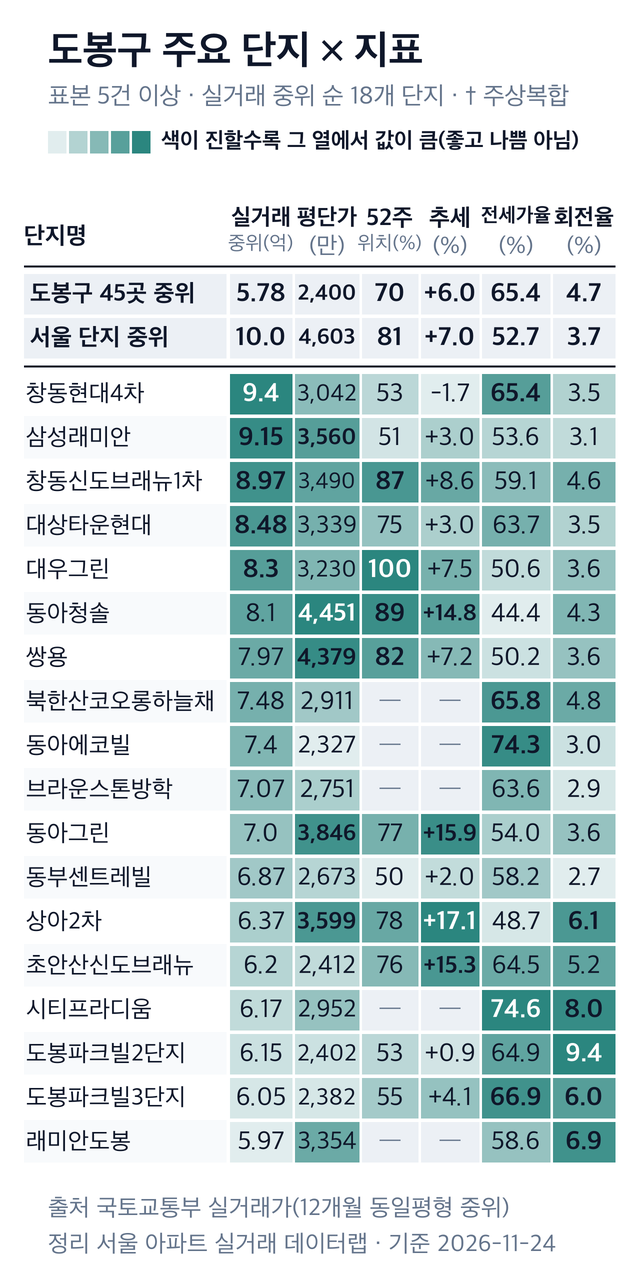 도봉구 주요 단지 × 지표
표본 5건 이상 · 실거래 중위 순 18개 단지 · † 주상복합
색이 진할수록 그 열에서 값이 큼(좋고 나쁨 아님)
단지명 실거래 중위(억) 평단가 (만) 52주 위치(%) 추세 (%) 전세가율 (%) 회전율 (%)
도봉구 45곳 중위 5.78 2,400 70 +6.0 65.4 4.7
서울 단지 중위 10.0 4,603 81 +7.0 52.7 3.7
창동현대4차 9.4 3,042 53 −1.7 65.4 3.5
삼성래미안 9.15 3,560 51 +3.0 53.6 3.1
창동신도브래뉴1차 8.97 3,490 87 +8.6 59.1 4.6
대상타운현대 8.48 3,339 75 +3.0 63.7 3.5
대우그린 8.3 3,230 100 +7.5 50.6 3.6
동아청솔 8.1 4,451 89 +14.8 44.4 4.3
쌍용 7.97 4,379 82 +7.2 50.2 3.6
북한산코오롱하늘채 7.48 2,911 — — 65.8 4.8
동아에코빌 7.4 2,327 — — 74.3 3.0
브라운스톤방학 7.07 2,751 — — 63.6 2.9
동아그린 7.0 3,846 77 +15.9 54.0 3.6
동부센트레빌 6.87 2,673 50 +2.0 58.2 2.7
상아2차 6.37 3,599 78 +17.1 48.7 6.1
초안산신도브래뉴 6.2 2,412 76 +15.3 64.5 5.2
시티프라디움 6.17 2,952 — — 74.6 8.0
도봉파크빌2단지 6.15 2,402 53 +0.9 64.9 9.4
도봉파크빌3단지 6.05 2,382 55 +4.1 66.9 6.0
래미안도봉 5.97 3,354 — — 58.6 6.9
출처 국토교통부 실거래가(12개월 동일평형 중위)
정리 서울 아파트 실거래 데이터랩 · 기준 2026-11-24